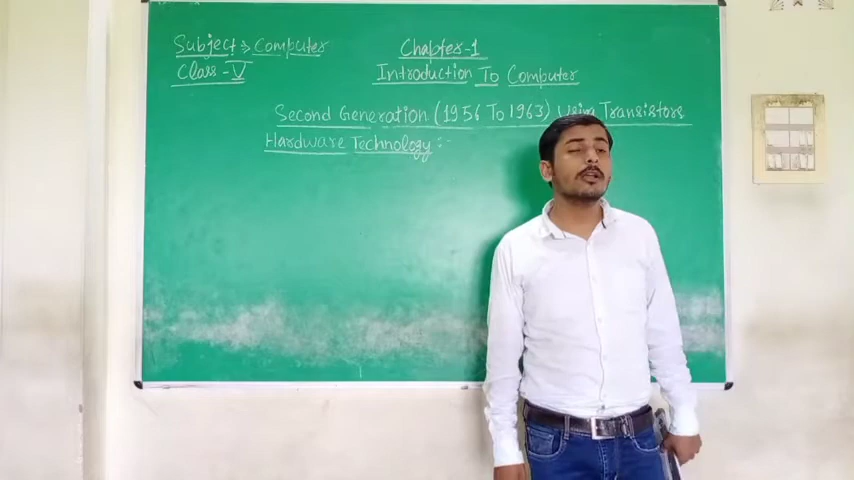 Subject :> Computer
Class - V
Chapter-1
Introduction To Computer
Second Generation (1956 To 1963) Using Transistors
Hardware Technology :-